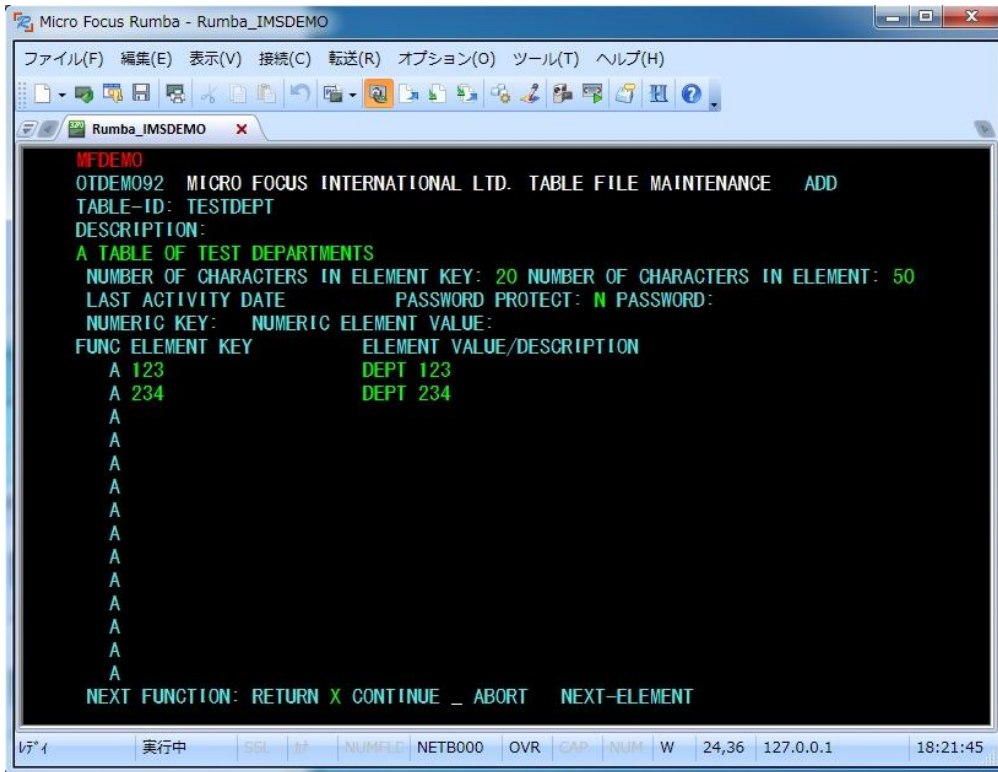 Micro Focus Rumba - Rumba_IMSDEMO
ファイル(F) 編集(E) 表示(V) 接続(C) 転送(R) オプション(O) ツール(T) ヘルプ(H)
Rumba_IMSDEMO
MFDEMO
OTDEMO92 MICRO FOCUS INTERNATIONAL LTD. TABLE FILE MAINTENANCE ADD
TABLE-ID: TESTDEPT
DESCRIPTION:
A TABLE OF TEST DEPARTMENTS
NUMBER OF CHARACTERS IN ELEMENT KEY: 20 NUMBER OF CHARACTERS IN ELEMENT: 50
LAST ACTIVITY DATE PASSWORD PROTECT: N PASSWORD:
NUMERIC KEY: NUMERIC ELEMENT VALUE:
FUNC ELEMENT KEY ELEMENT VALUE/DESCRIPTION
A 123 DEPT 123
A 234 DEPT 234
A
A
A
A
A
A
A
A
A
A
A
A
NEXT FUNCTION: RETURN X CONTINUE _ ABORT NEXT-ELEMENT
ﾚﾃﾞｨ 実行中 SSL ｶﾅ NUMFLD NETB000 OVR CAP NUM W 24,36 127.0.0.1 18:21:45